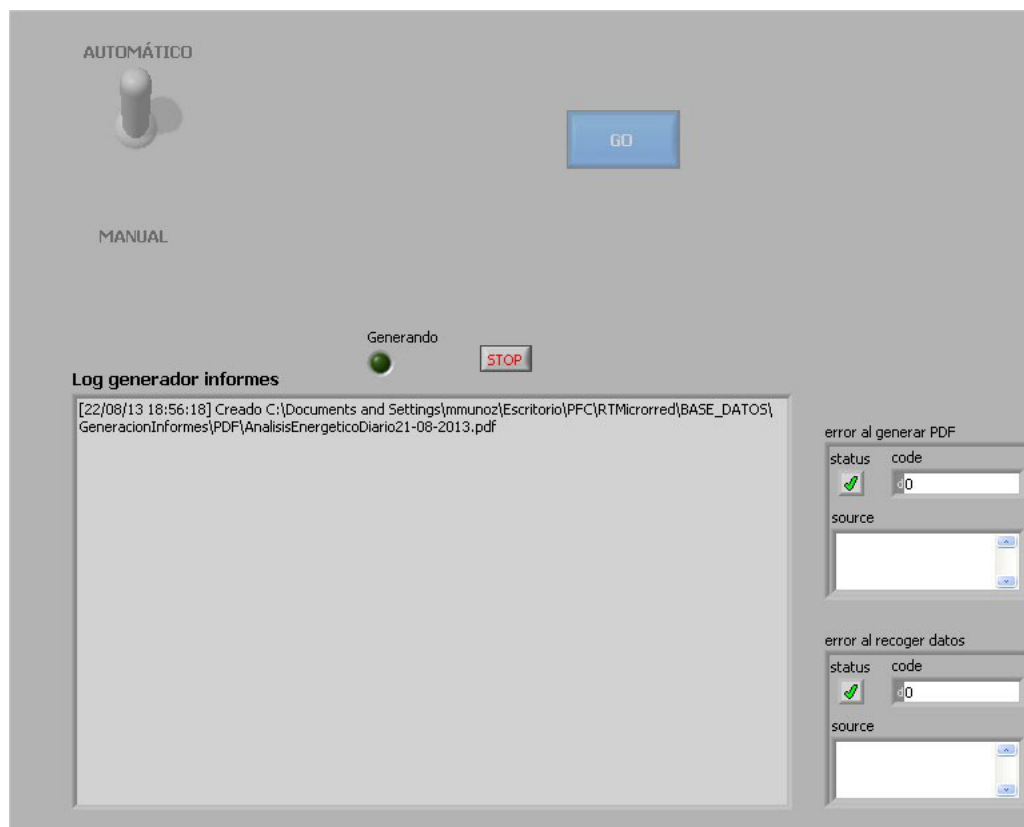 AUTOMÁTICO
GO
MANUAL
Generando
STOP
Log generador informes
[22/08/13 18:56:18] Creado C:\Documents and Settings\mmunoz\Escritorio\PFC\RTMicrorred\BASE_DATOS\
GeneracionInformes\PDF\AnalisisEnergeticoDiario21-08-2013.pdf
error al generar PDF
status code
d 0
source
error al recoger datos
status code
d 0
source